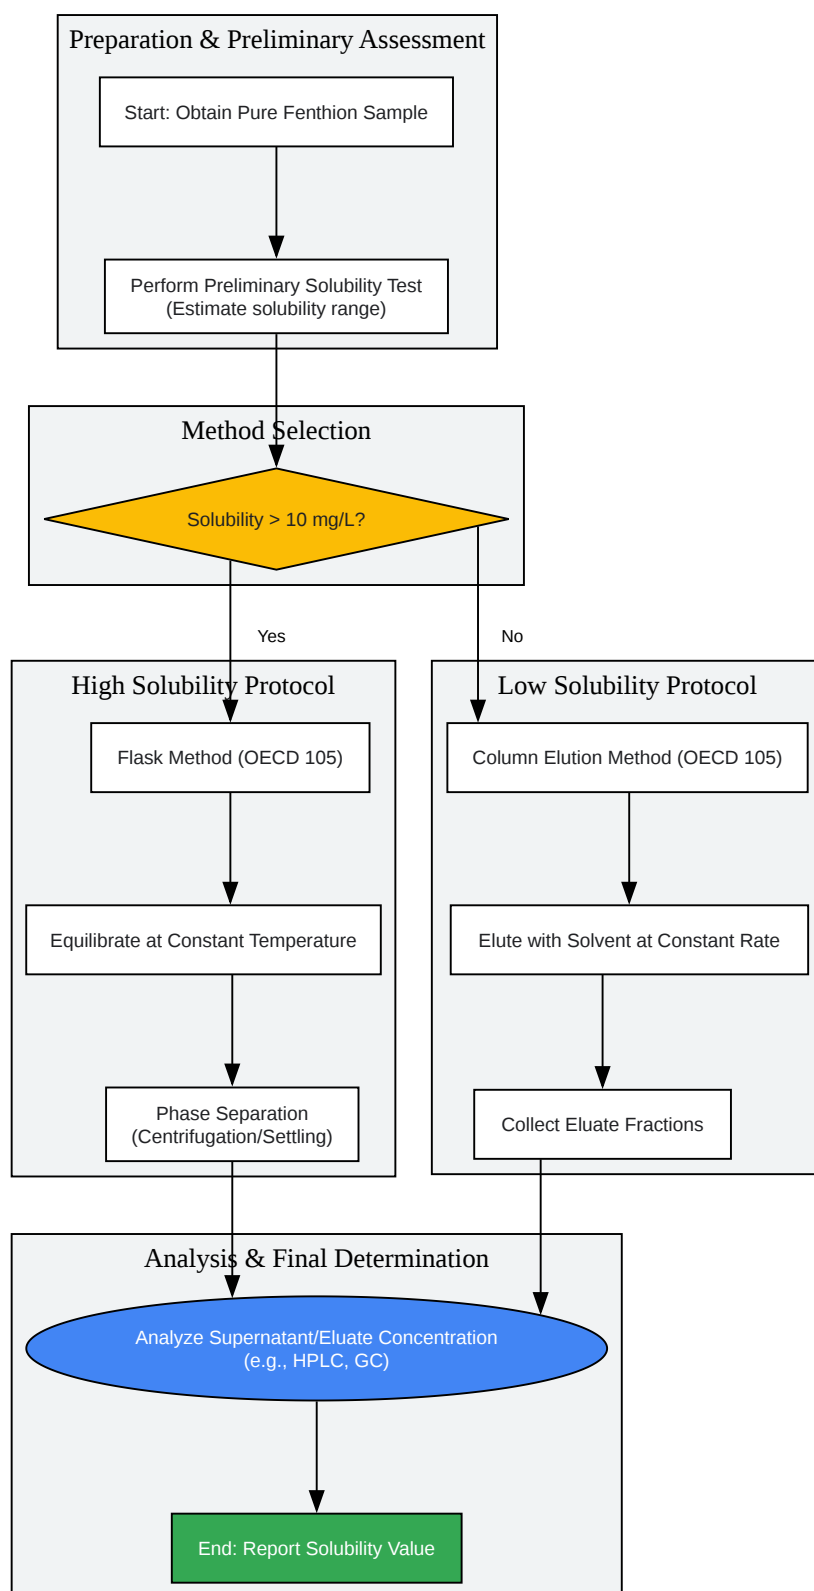 Preparation & Preliminary Assessment
Start: Obtain Pure Fenthion Sample
Perform Preliminary Solubility Test
(Estimate solubility range)
Method Selection
Solubility > 10 mg/L?
Yes
No
High Solubility Protocol
Low Solubility Protocol
Flask Method (OECD 105)
Column Elution Method (OECD 105)
Equilibrate at Constant Temperature
Elute with Solvent at Constant Rate
Phase Separation
(Centrifugation/Settling)
Collect Eluate Fractions
Analysis & Final Determination
Analyze Supernatant/Eluate Concentration
(e.g., HPLC, GC)
End: Report Solubility Value